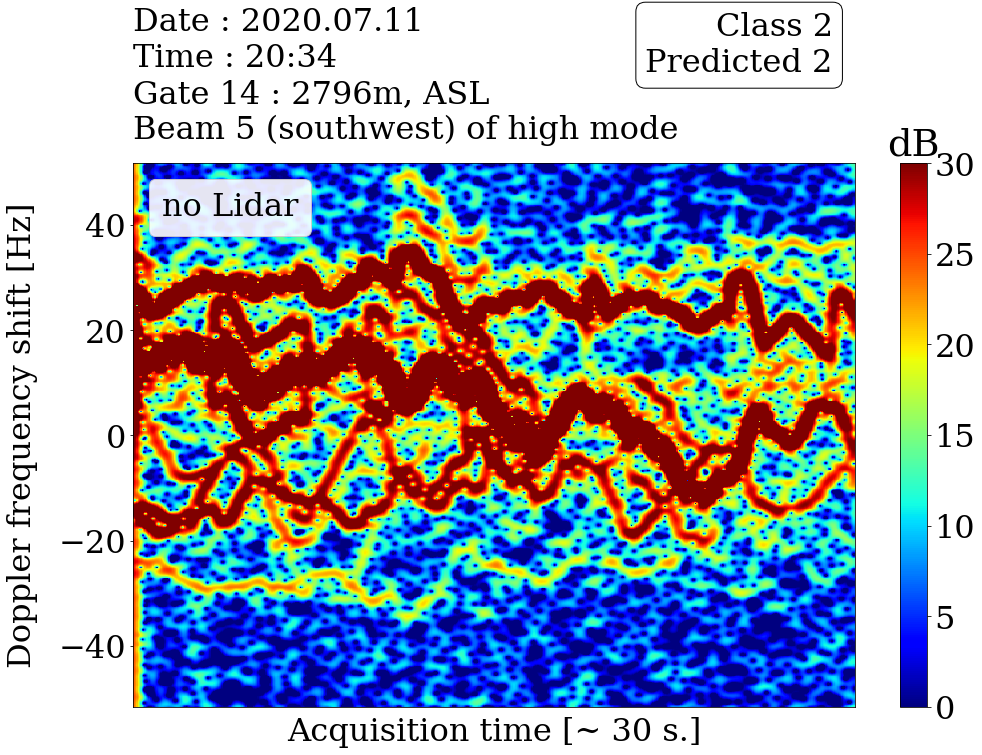 Date : 2020.07.11
Time : 20:34
Gate 14 : 2796m, ASL
Beam 5 (southwest) of high mode
Class 2
Predicted 2
dB
no Lidar
Doppler frequency shift [Hz]
40
20
0
−20
−40
30
25
20
15
10
5
0
Acquisition time [~ 30 s.]